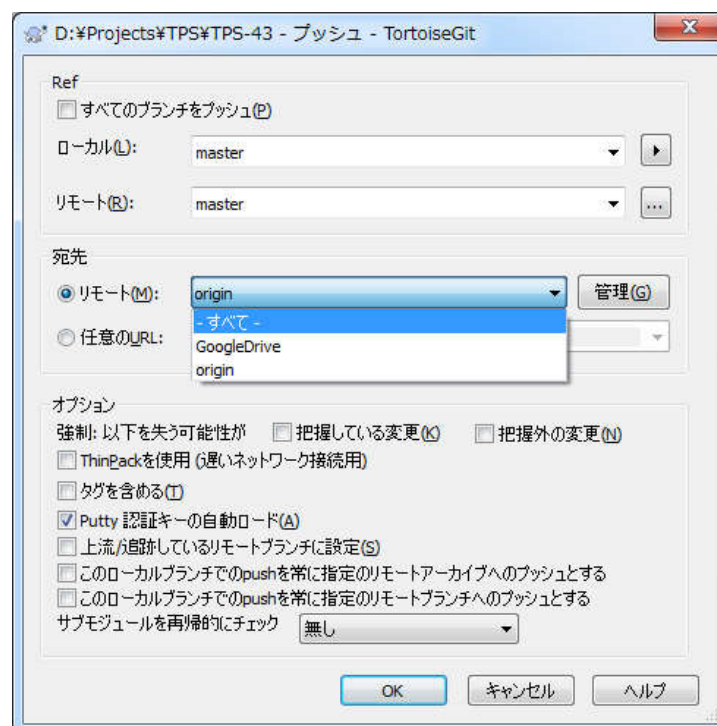 D:¥Projects¥TPS¥TPS-43 - プッシュ - TortoiseGit
Ref
すべてのブランチをプッシュ(P)
ローカル(L): master
リモート(R): master ...
宛先
リモート(M): origin 管理(G)
- すべて -
任意のURL: GoogleDrive
origin
オプション
強制: 以下を失う可能性が 把握している変更(K) 把握外の変更(N)
ThinPackを使用 (遅いネットワーク接続用)
タグを含める(T)
Putty 認証キーの自動ロード(A)
上流/追跡しているリモートブランチに設定(S)
このローカルブランチでのpushを常に指定のリモートアーカイブへのプッシュとする
このローカルブランチでのpushを常に指定のリモートブランチへのプッシュとする
サブモジュールを再帰的にチェック 無し
OK キャンセル ヘルプ